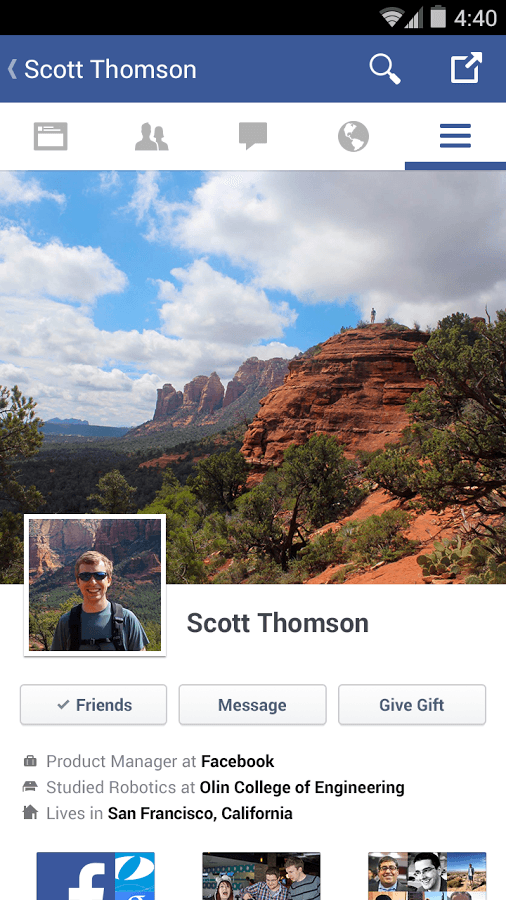 4:40
Scott Thomson
Scott Thomson
Friends
Message
Give Gift
Product Manager at Facebook
Studied Robotics at Olin College of Engineering
Lives in San Francisco, California
f